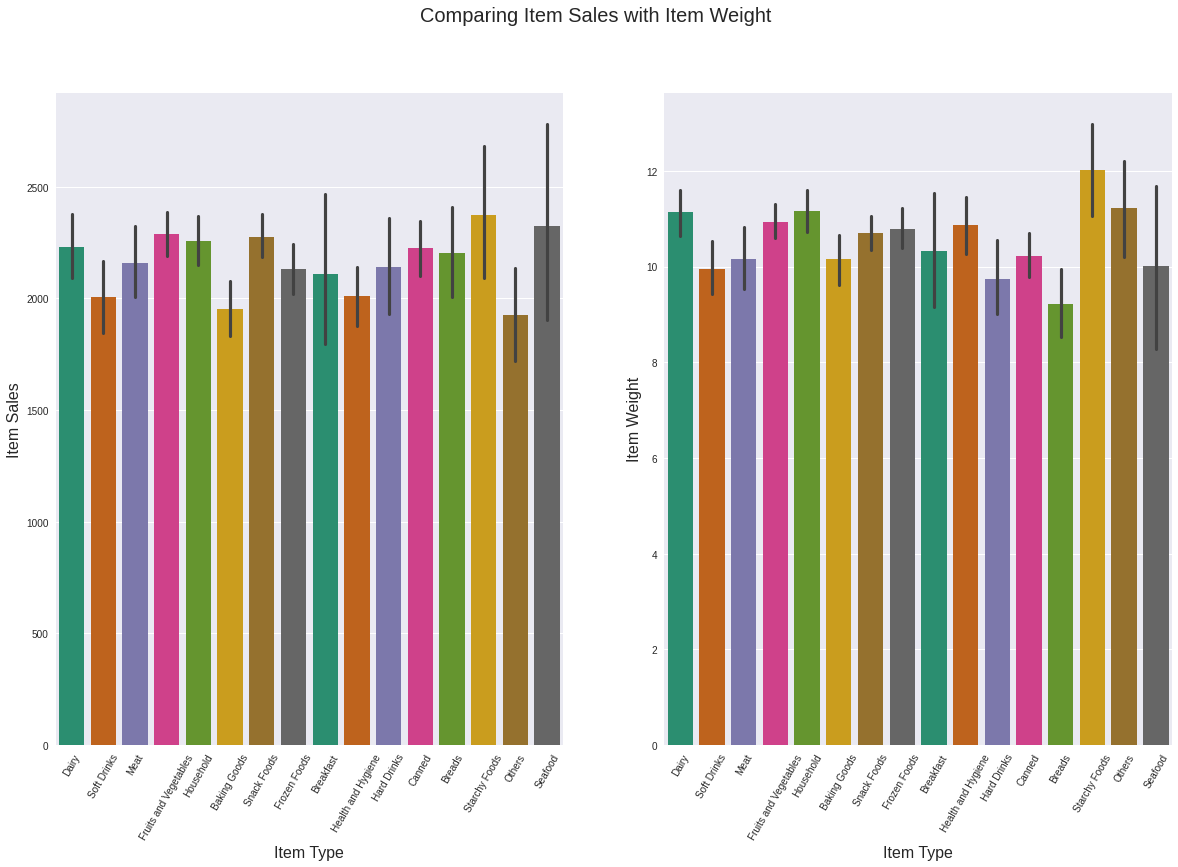 Comparing Item Sales with Item Weight
Item Sales
2500
2000
1500
1000
500
0
Dairy
Soft Drinks
Meat
Fruits and Vegetables
Household
Baking Goods
Snack Foods
Frozen Foods
Breakfast
Health and Hygiene
Hard Drinks
Canned
Breads
Starchy Foods
Others
Seafood
Item Type
Item Weight
12
10
8
6
4
2
0
Dairy
Soft Drinks
Meat
Fruits and Vegetables
Household
Baking Goods
Snack Foods
Frozen Foods
Breakfast
Health and Hygiene
Hard Drinks
Canned
Breads
Starchy Foods
Others
Seafood
Item Type